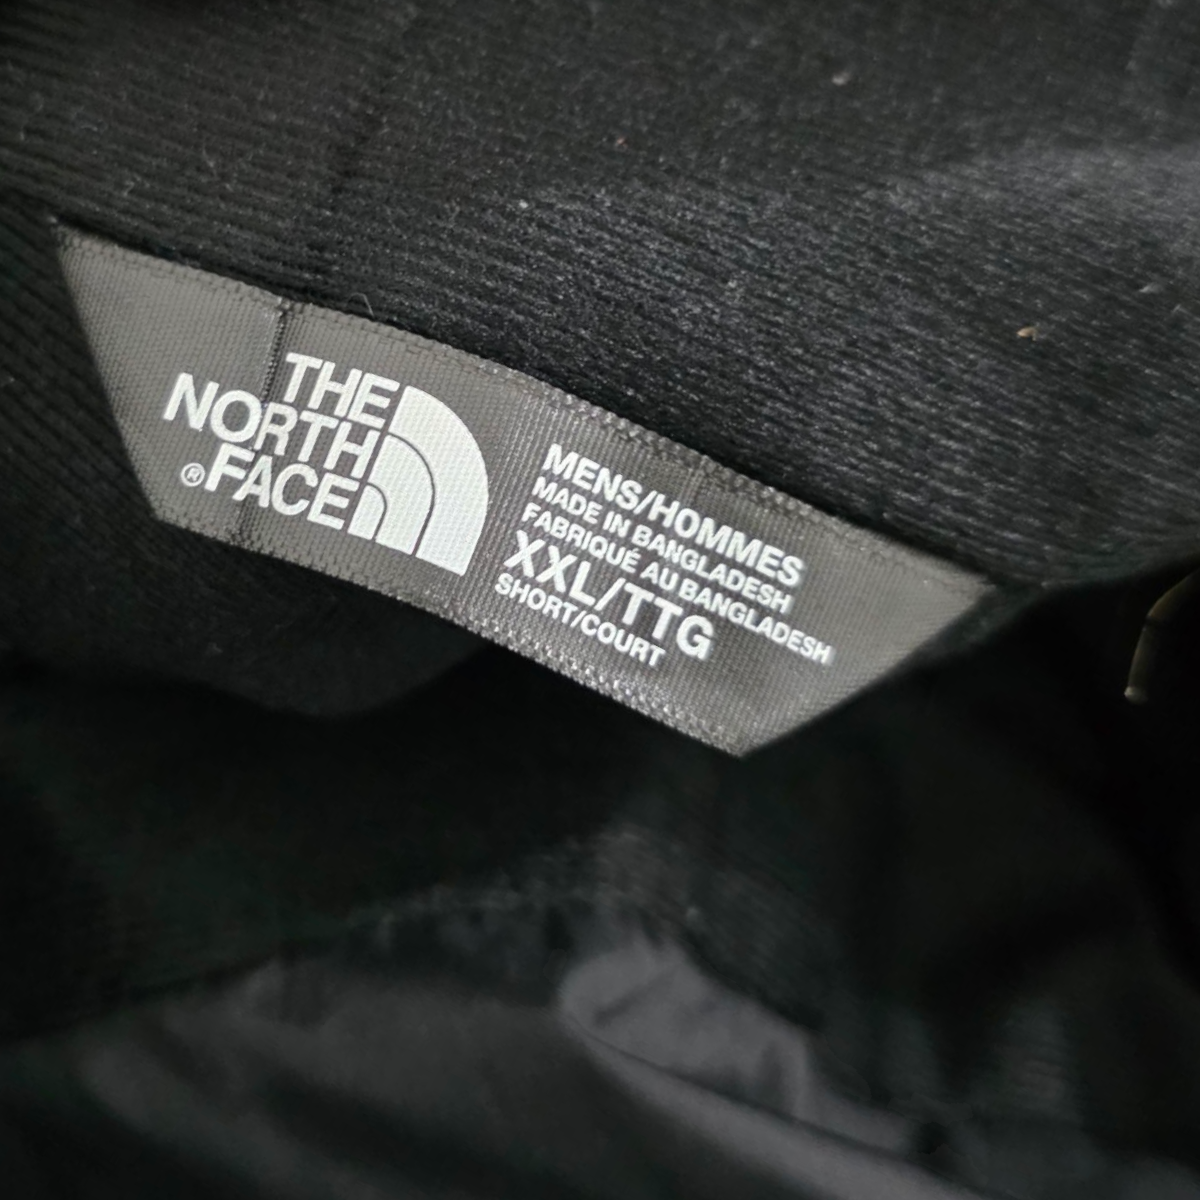 THE
NORTH
®FACE
MENS/HOMMES
MADE IN BANGLADESH
FABRIQUÉ AU BANGLADESH
XXL/TTG
SHORT/COURT